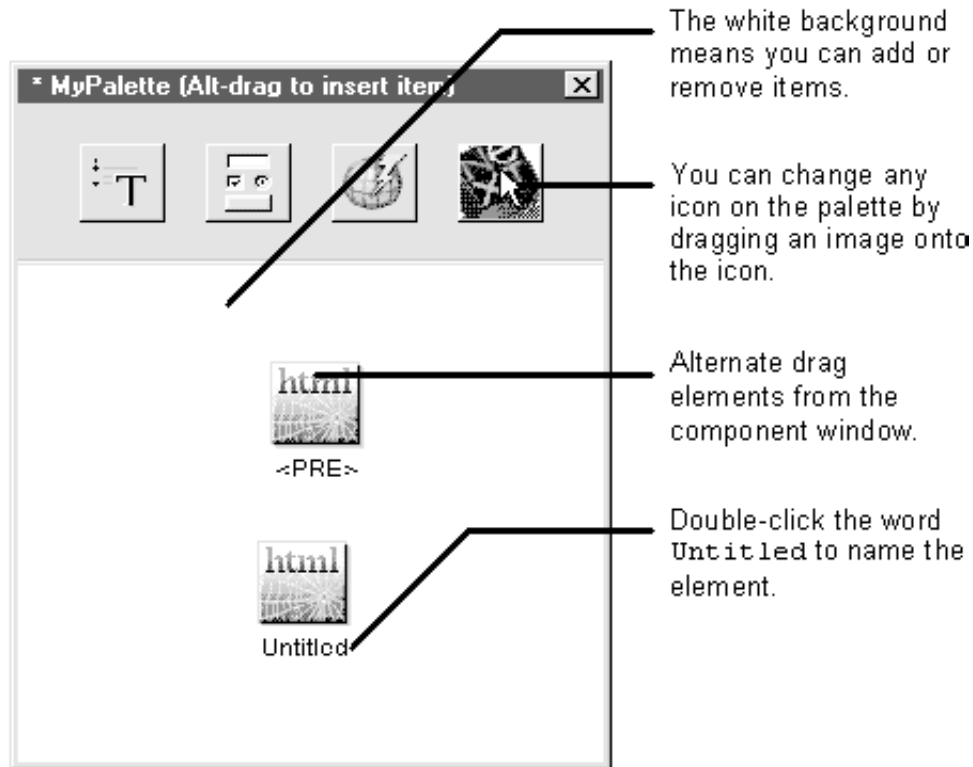 The white background
means you can add or
remove items.
* MyPalette (Alt-drag to insert item)
T
You can change any
icon on the palette by
dragging an image onto
the icon.
html
<PRE>
Alternate drag
elements from the
component window.
html
Untitled
Double-click the word
Untitled to name the
element.